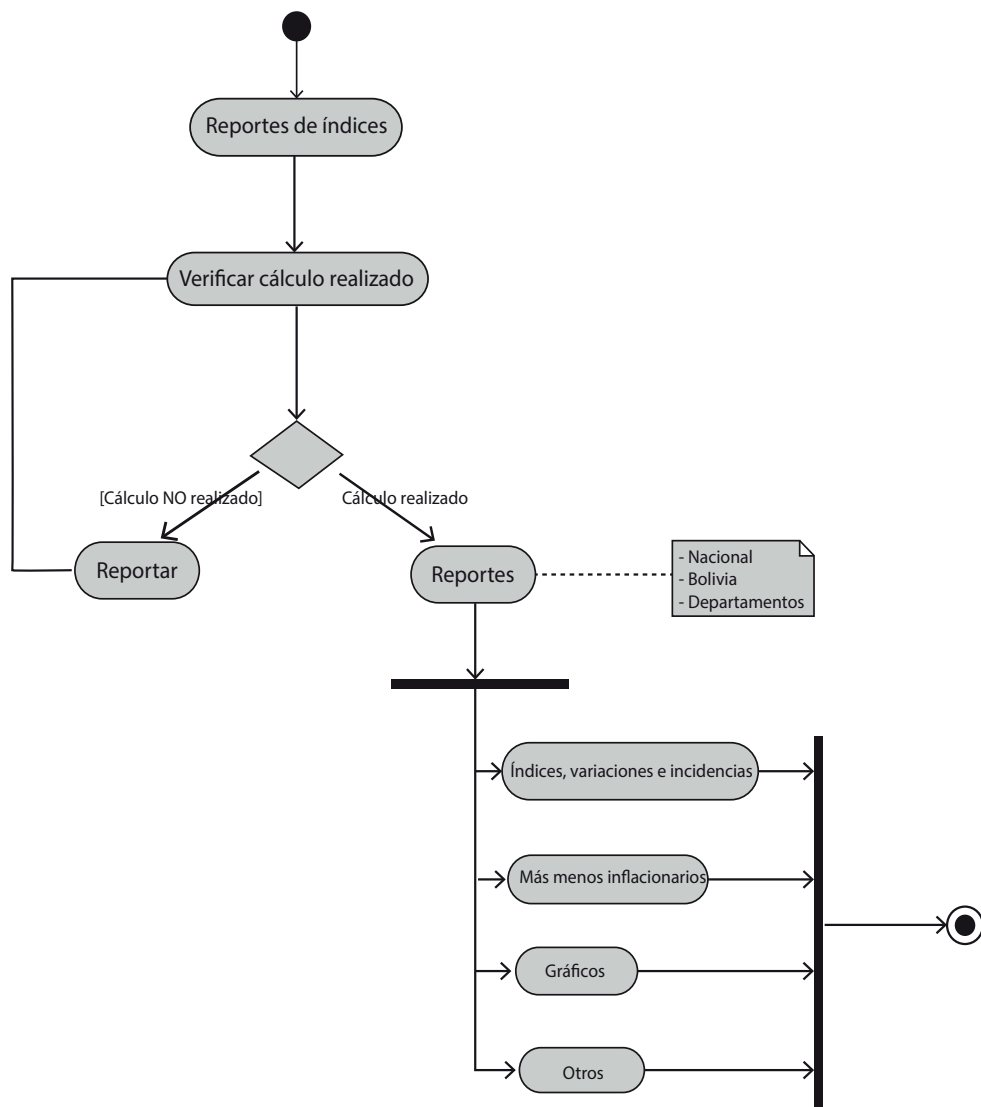 Reportes de índices
Verificar cálculo realizado
[Cálculo NO realizado]
Cálculo realizado
Reportar
Reportes
- Nacional
- Bolivia
- Departamentos
Índices, variaciones e incidencias
Más menos inflacionarios
Gráficos
Otros